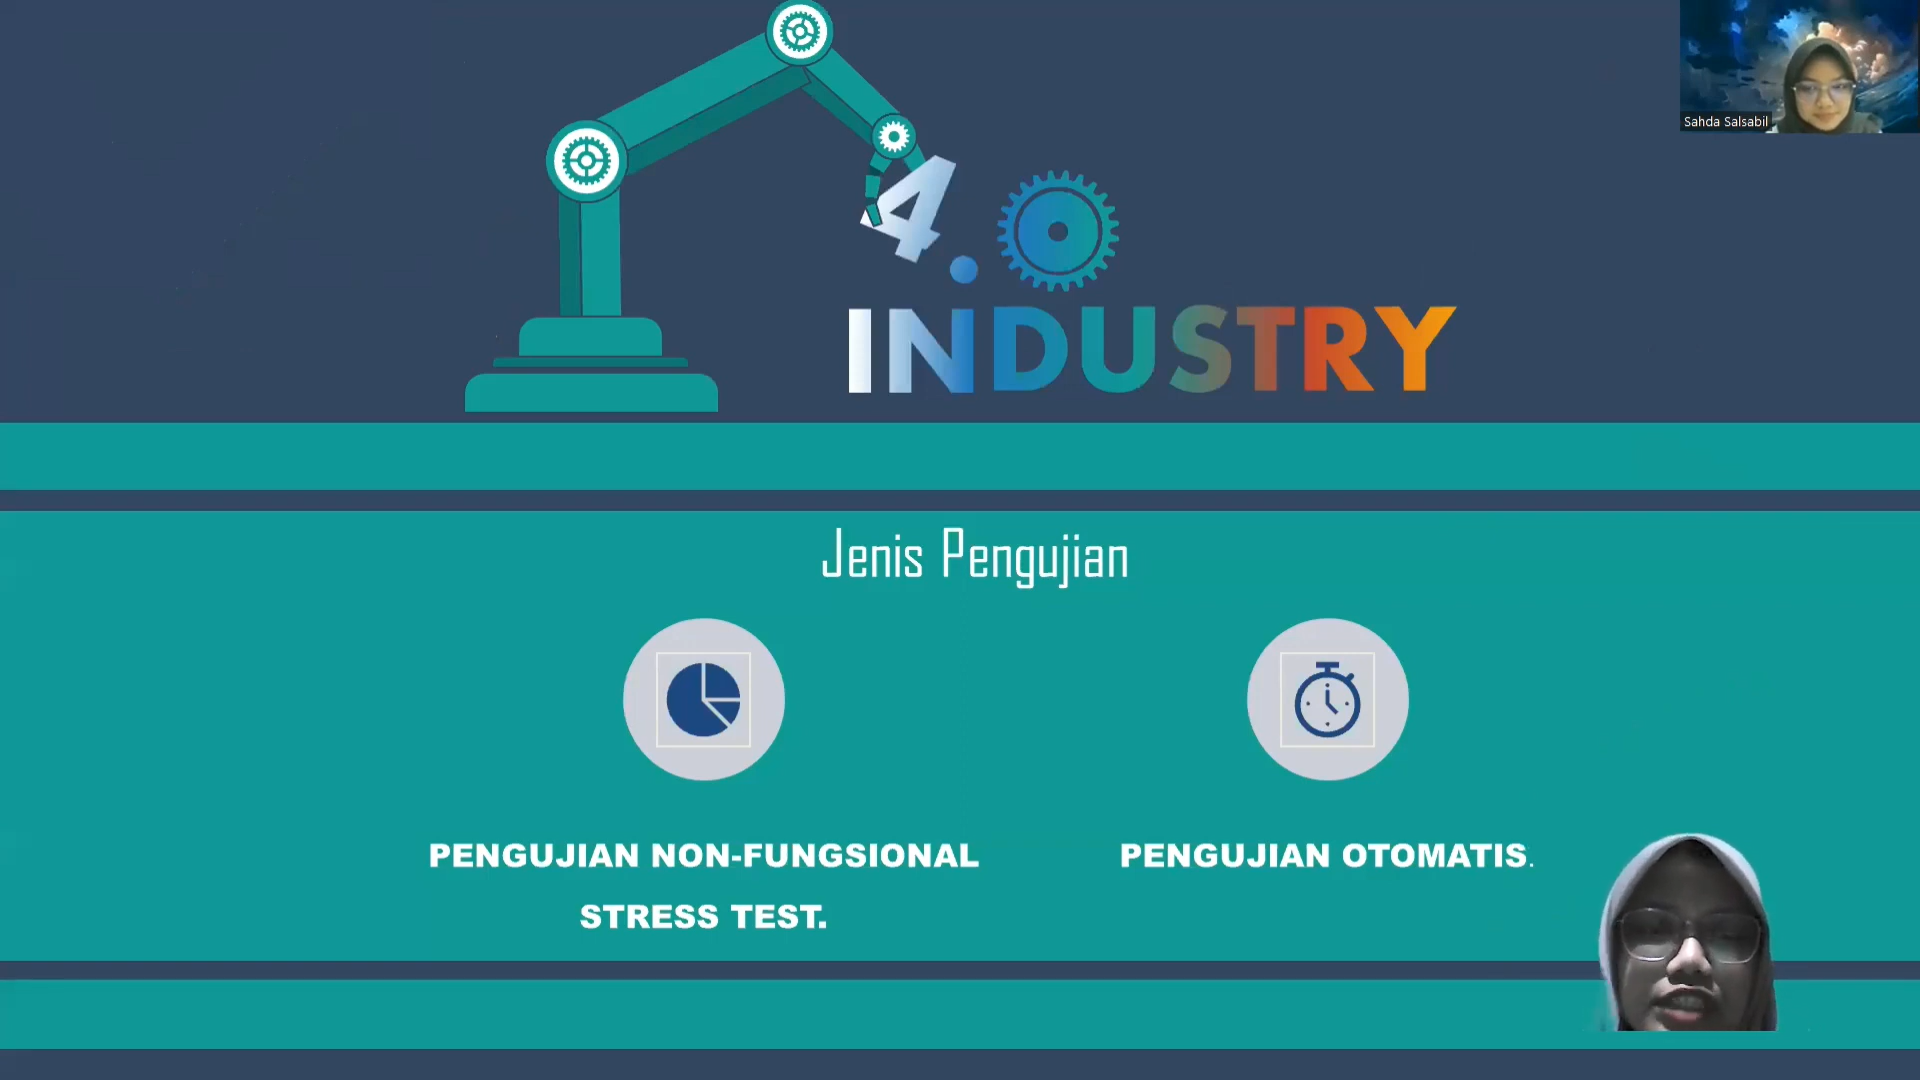 Sahda Salsabil
4.0
INDUSTRY
Jenis Pengujian
PENGUJIAN NON-FUNGSIONAL
STRESS TEST.
PENGUJIAN OTOMATIS.